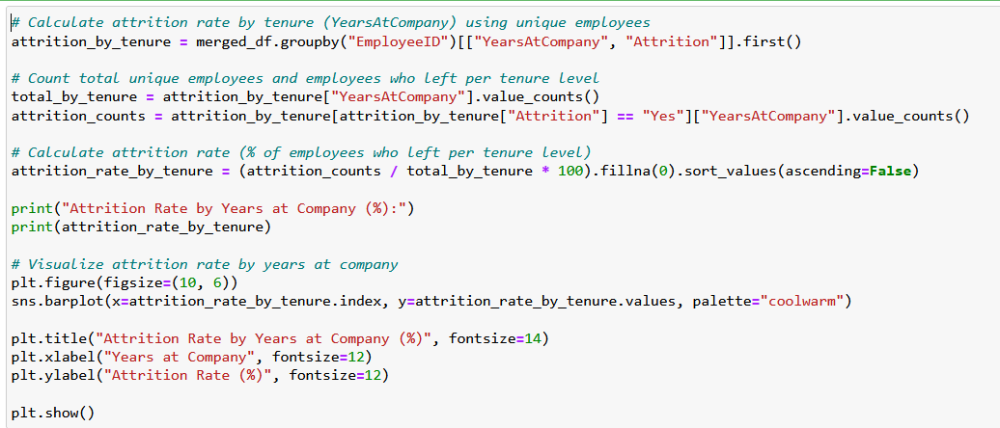 # Calculate attrition rate by tenure (YearsAtCompany) using unique employees
attrition_by_tenure = merged_df.groupby("EmployeeID")[["YearsAtCompany", "Attrition"]].first()
# Count total unique employees and employees who left per tenure level
total_by_tenure = attrition_by_tenure["YearsAtCompany"].value_counts()
attrition_counts = attrition_by_tenure[attrition_by_tenure["Attrition"] == "Yes"]["YearsAtCompany"].value_counts()
# Calculate attrition rate (% of employees who left per tenure level)
attrition_rate_by_tenure = (attrition_counts / total_by_tenure * 100).fillna(0).sort_values(ascending=False)
print("Attrition Rate by Years at Company (%):")
print(attrition_rate_by_tenure)
# Visualize attrition rate by years at company
plt.figure(figsize=(10, 6))
sns.barplot(x=attrition_rate_by_tenure.index, y=attrition_rate_by_tenure.values, palette="coolwarm")
plt.title("Attrition Rate by Years at Company (%)", fontsize=14)
plt.xlabel("Years at Company", fontsize=12)
plt.ylabel("Attrition Rate (%)", fontsize=12)
plt.show()